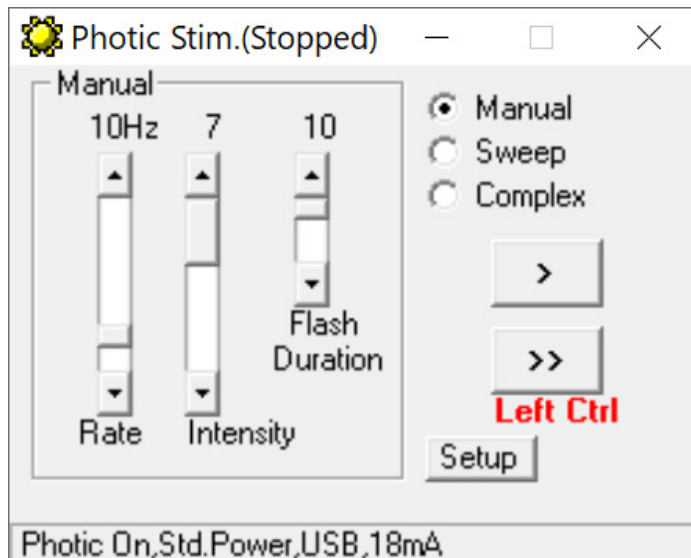 Photic Stim.(Stopped)
Manual
10Hz 7 10
Rate Intensity
Flash
Duration
Manual
Sweep
Complex
>
>>
Left Ctrl
Setup
Photic On,Std.Power,USB,18mA